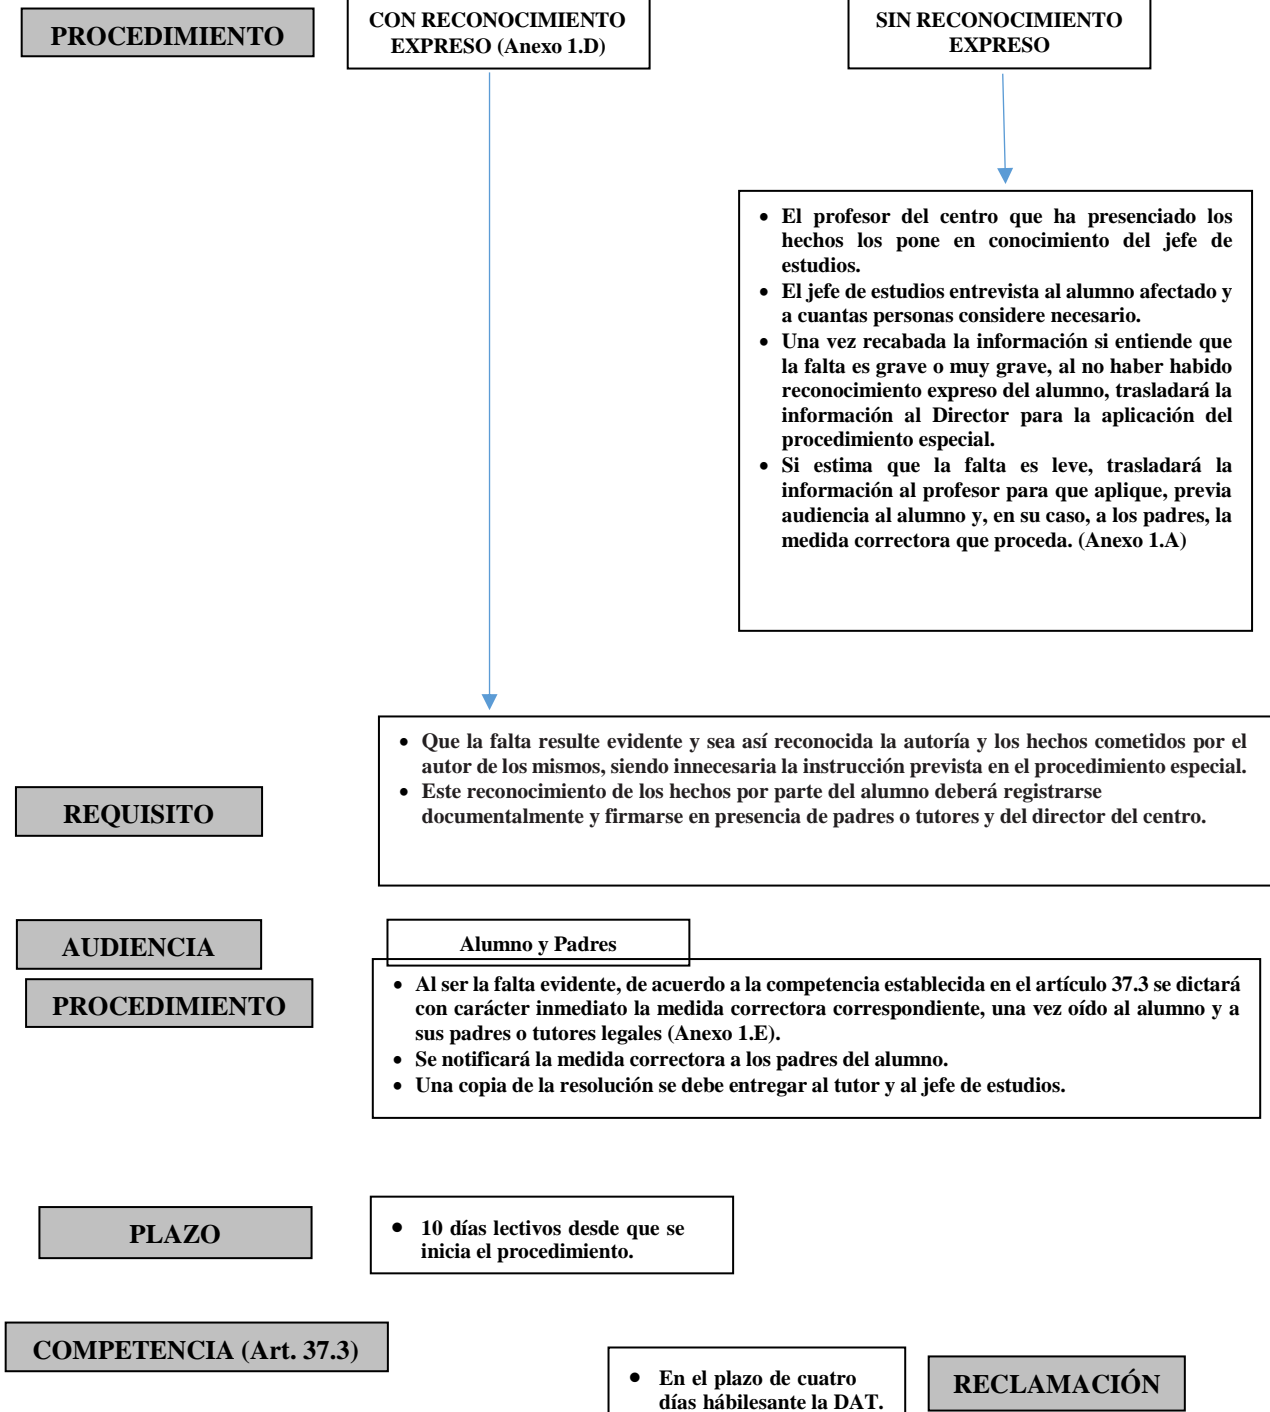 PROCEDIMIENTO
CON RECONOCIMIENTO
EXPRESO (Anexo 1.D)
SIN RECONOCIMIENTO
EXPRESO
• El profesor del centro que ha presenciado los
hechos los pone en conocimiento del jefe de
estudios.
• El jefe de estudios entrevista al alumno afectado y
a cuantas personas considere necesario.
• Una vez recabada la información si entiende que
la falta es grave o muy grave, al no haber habido
reconocimiento expreso del alumno, trasladará la
información al Director para la aplicación del
procedimiento especial.
• Si estima que la falta es leve, trasladará la
información al profesor para que aplique, previa
audiencia al alumno y, en su caso, a los padres, la
medida correctora que proceda. (Anexo 1.A)
REQUISITO
• Que la falta resulte evidente y sea así reconocida la autoría y los hechos cometidos por el
autor de los mismos, siendo innecesaria la instrucción prevista en el procedimiento especial.
• Este reconocimiento de los hechos por parte del alumno deberá registrarse
documentalmente y firmarse en presencia de padres o tutores y del director del centro.
AUDIENCIA
Alumno y Padres
PROCEDIMIENTO
• Al ser la falta evidente, de acuerdo a la competencia establecida en el artículo 37.3 se dictará
con carácter inmediato la medida correctora correspondiente, una vez oído al alumno y a
sus padres o tutores legales (Anexo 1.E).
• Se notificará la medida correctora a los padres del alumno.
• Una copia de la resolución se debe entregar al tutor y al jefe de estudios.
PLAZO
• 10 días lectivos desde que se
inicia el procedimiento.
COMPETENCIA (Art. 37.3)
• En el plazo de cuatro
días hábilesante la DAT.
RECLAMACIÓN